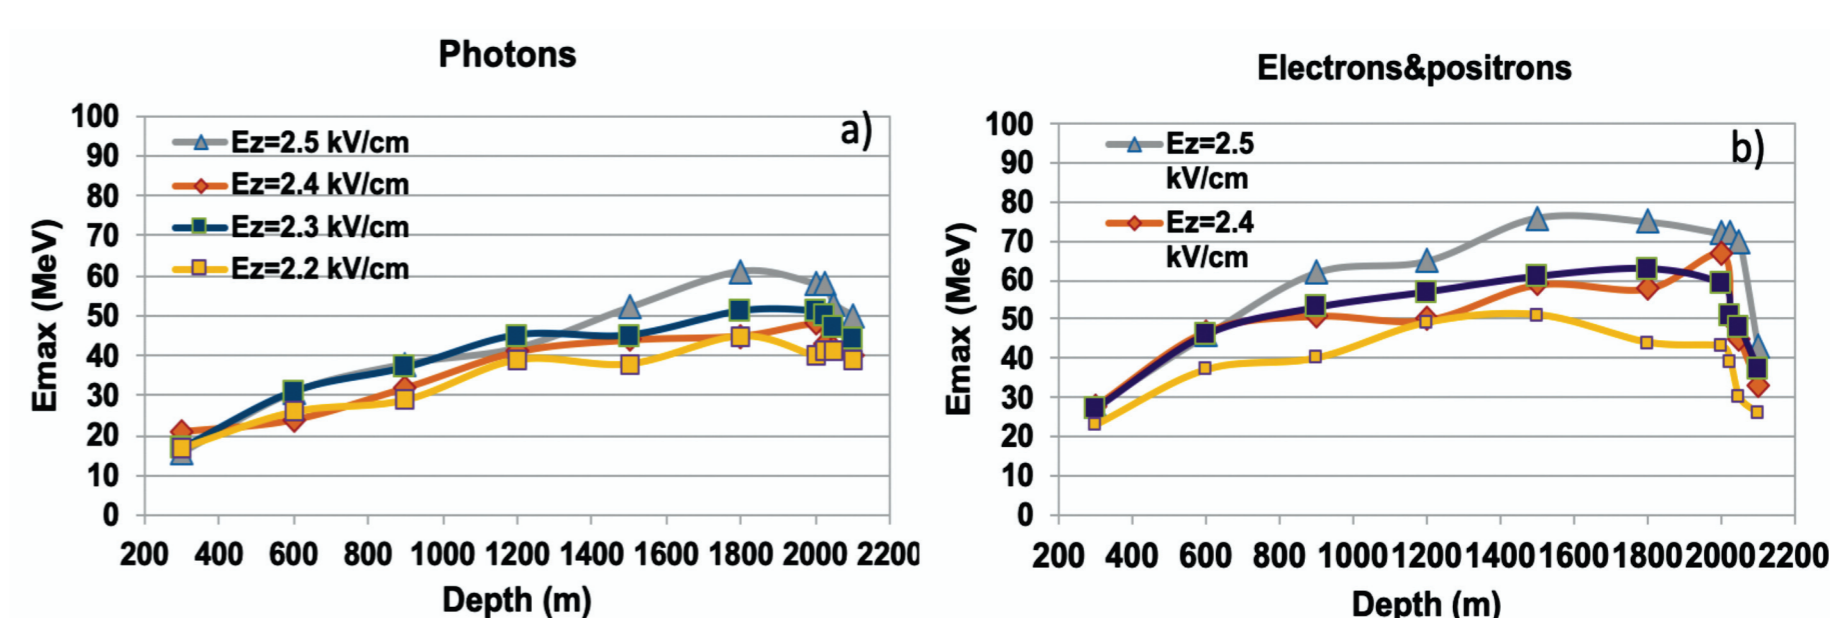 Photons
a)
Ez=2.5 kV/cm
Ez=2.4 kV/cm
Ez=2.3 kV/cm
Ez=2.2 kV/cm
Emax (MeV)
100
90
80
70
60
50
40
30
20
10
0
200 400 600 800 1000 1200 1400 1600 1800 2000 2200
Depth (m)
Electrons&positrons
b)
Ez=2.5
kV/cm
Ez=2.4
kV/cm
Emax (MeV)
100
90
80
70
60
50
40
30
20
10
0
200 400 600 800 1000 1200 1400 1600 1800 2000 2200
Depth (m)